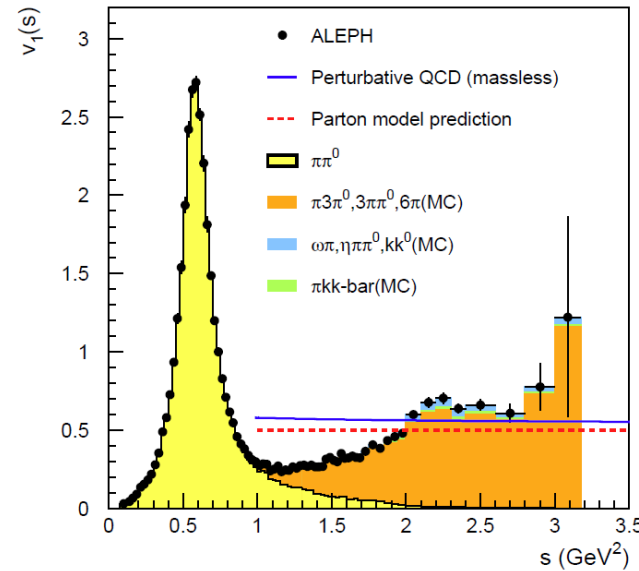 v₁(s)
3
2.5
2
1.5
1
0.5
0
ALEPH
Perturbative QCD (massless)
Parton model prediction
ππ⁰
π3π⁰,3ππ⁰,6π(MC)
ωπ,ηππ⁰,kk⁰(MC)
πkk-bar(MC)
0 0.5 1 1.5 2 2.5 3 3.5
s (GeV²)